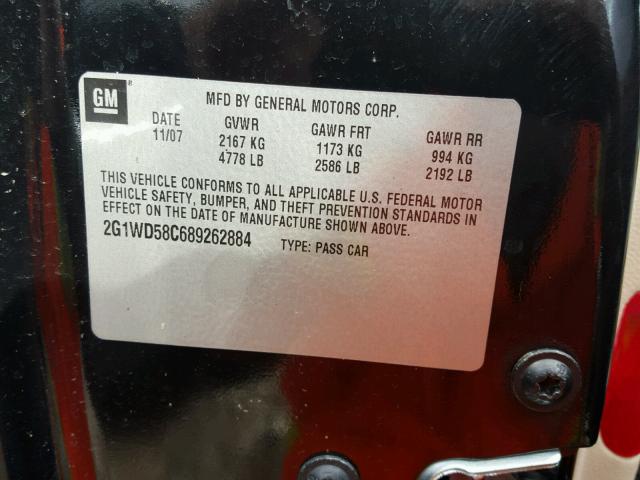 GM ®
MFD BY GENERAL MOTORS CORP.
DATE GVWR GAWR FRT GAWR RR
11/07 2167 KG 1173 KG 994 KG
4778 LB 2586 LB 2192 LB
THIS VEHICLE CONFORMS TO ALL APPLICABLE U.S. FEDERAL MOTOR
VEHICLE SAFETY, BUMPER, AND THEFT PREVENTION STANDARDS IN
EFFECT ON THE DATE OF MANUFACTURE SHOWN ABOVE.
2G1WD58C689262884 TYPE: PASS CAR